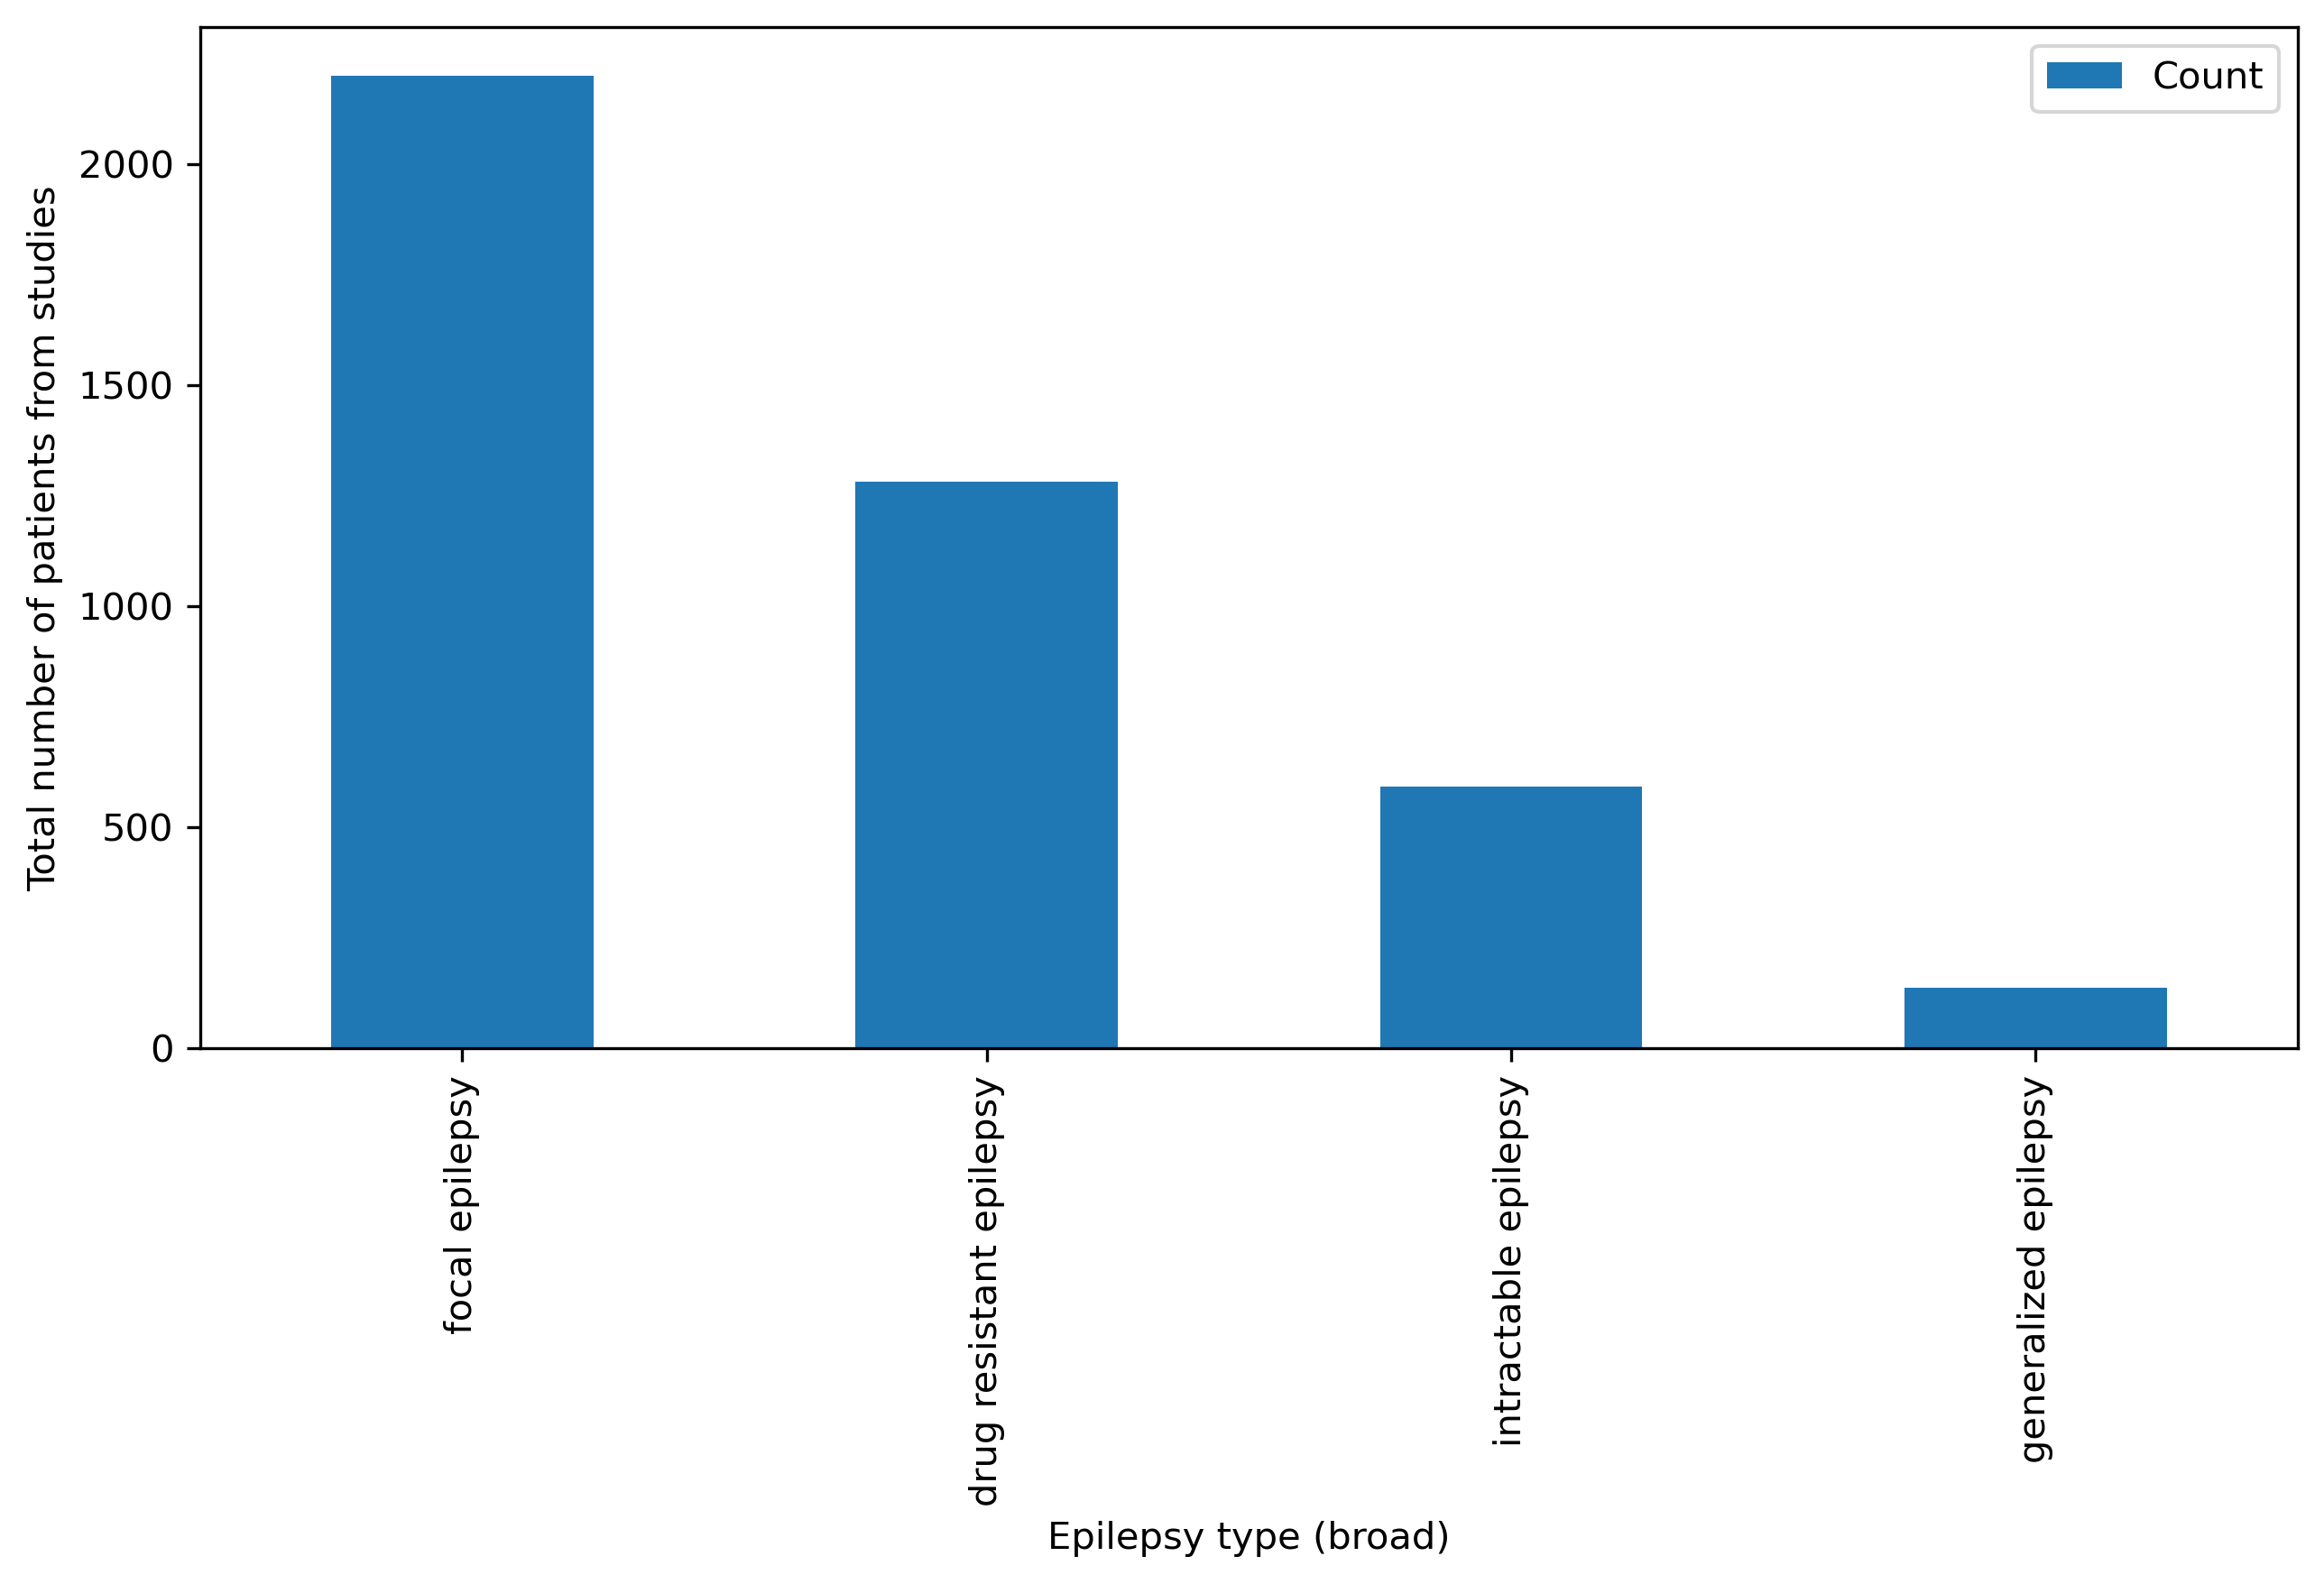 Count
Total number of patients from studies
2000
1500
1000
500
0
focal epilepsy
drug resistant epilepsy
intractable epilepsy
generalized epilepsy
Epilepsy type (broad)